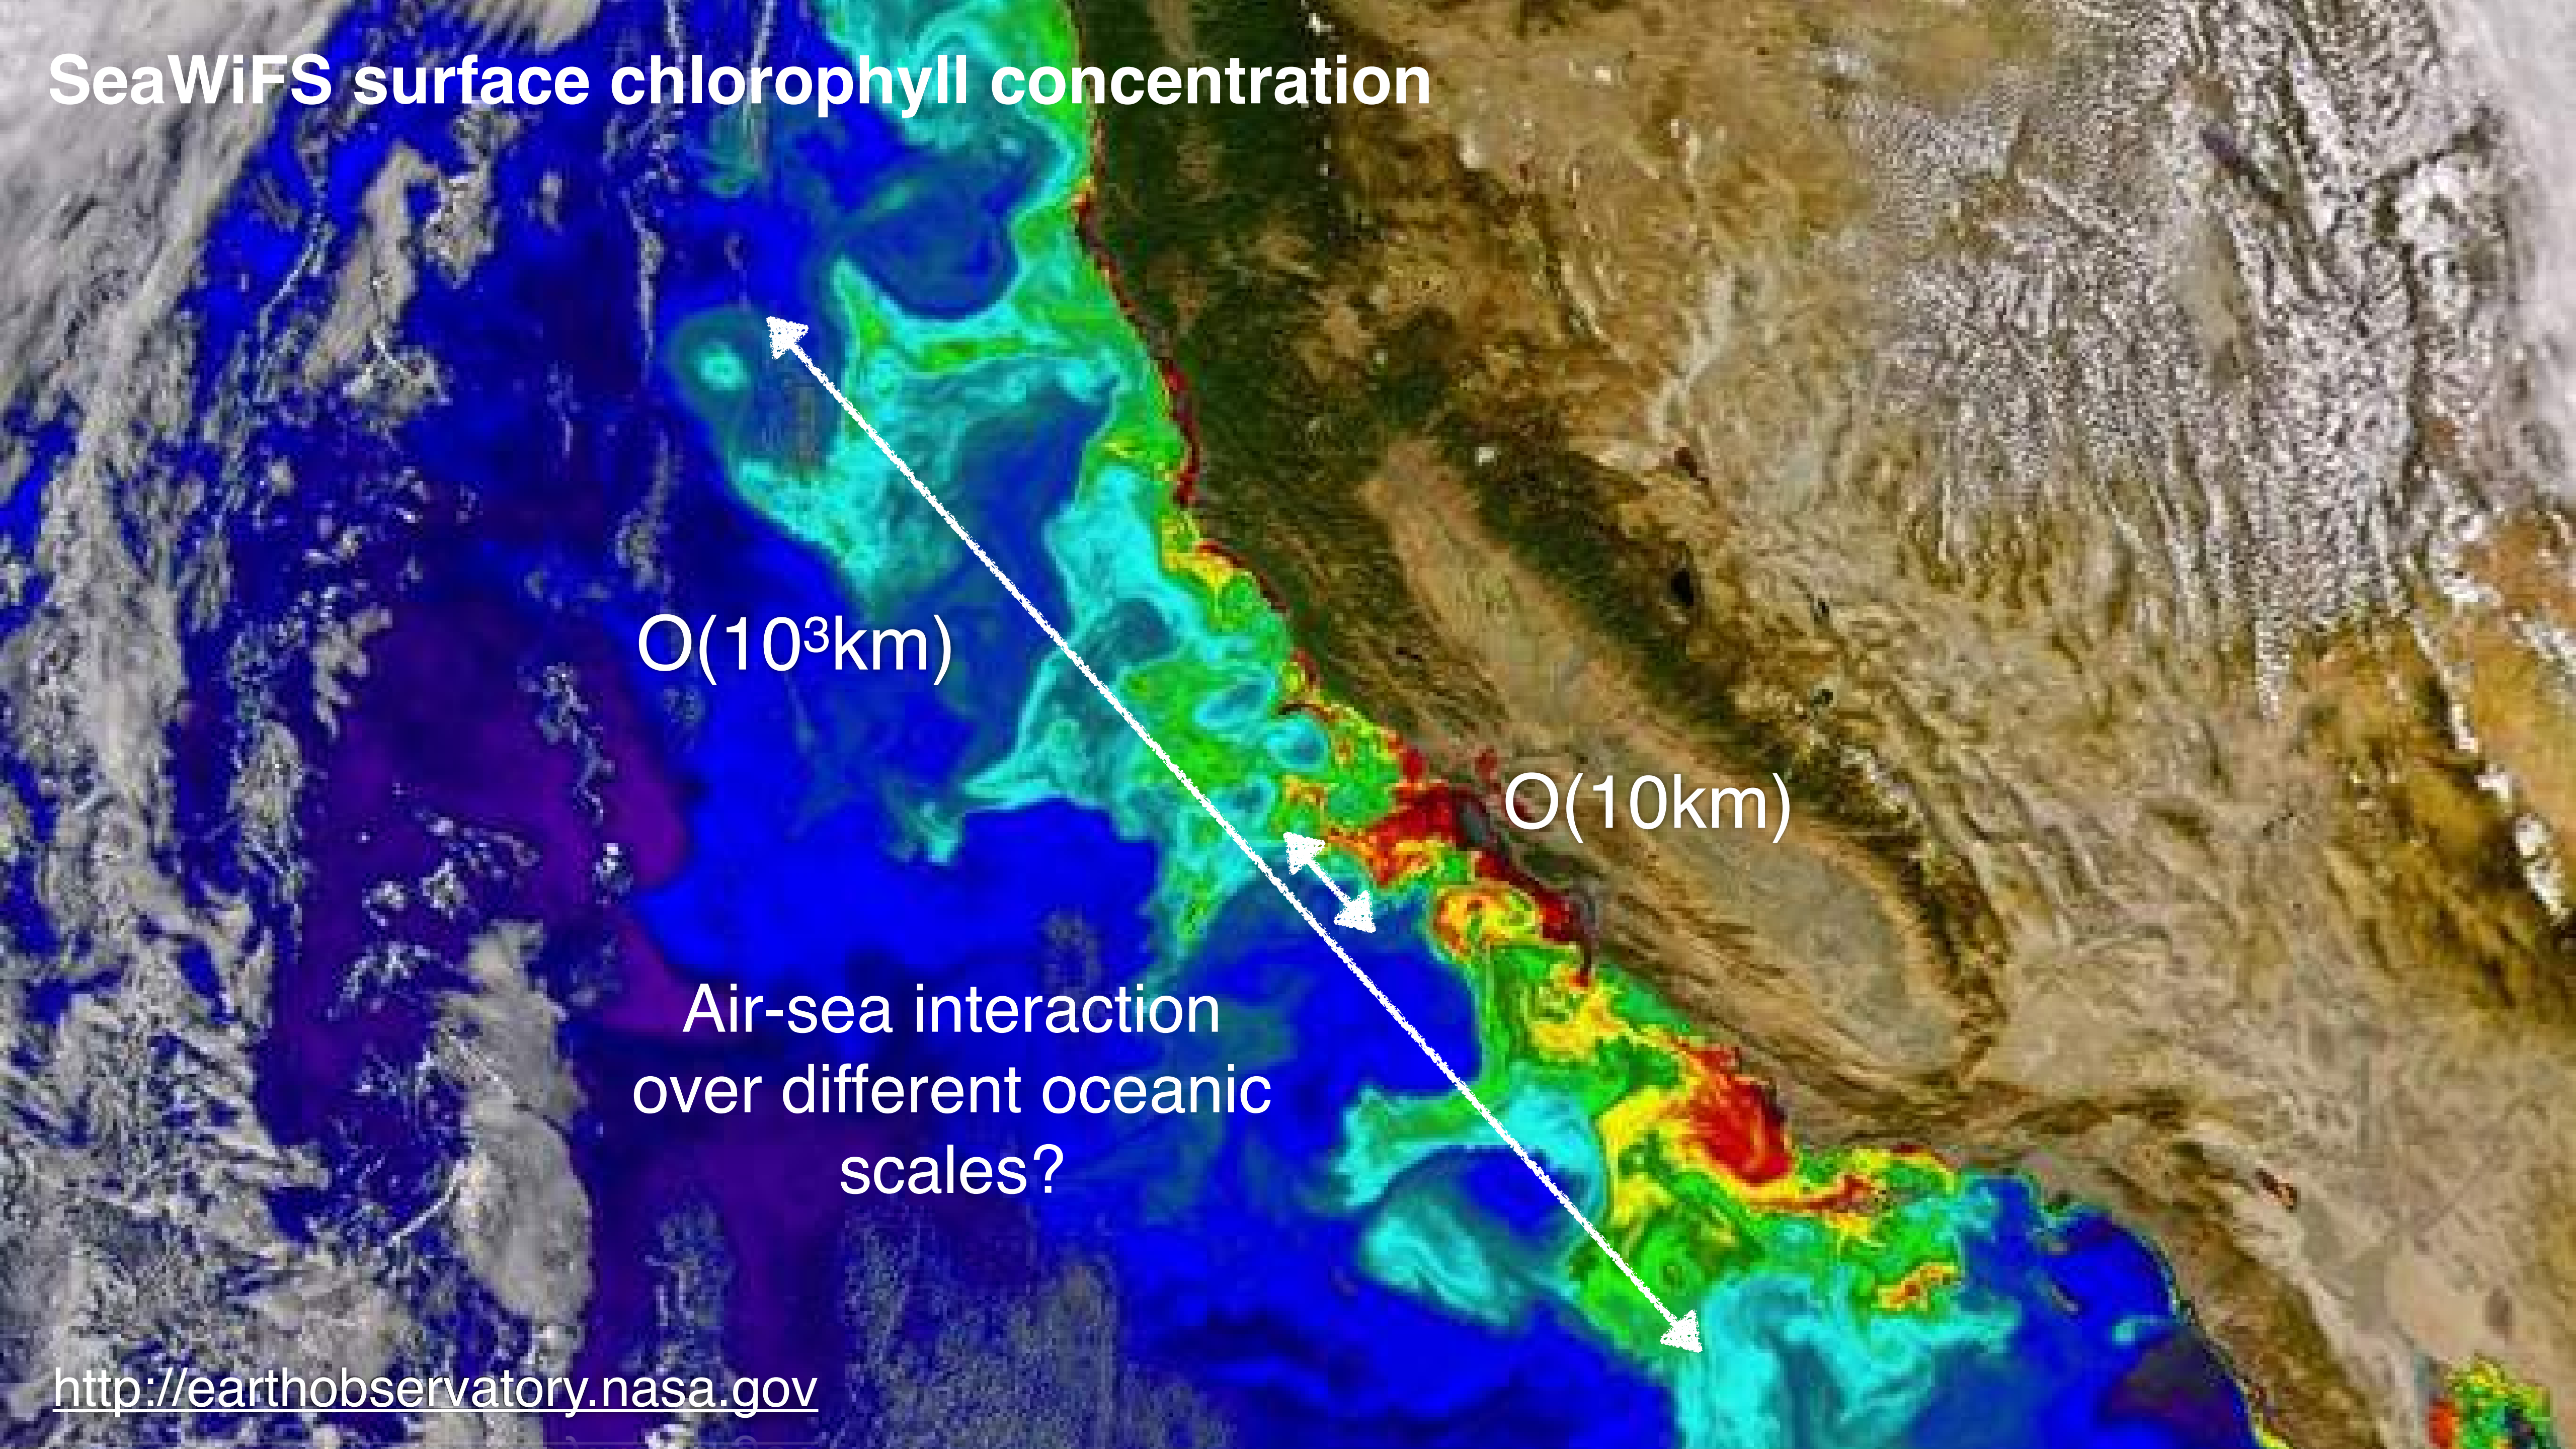 SeaWiFS surface chlorophyll concentration
O(10³km)
O(10km)
Air-sea interaction
over different oceanic
scales?
http://earthobservatory.nasa.gov